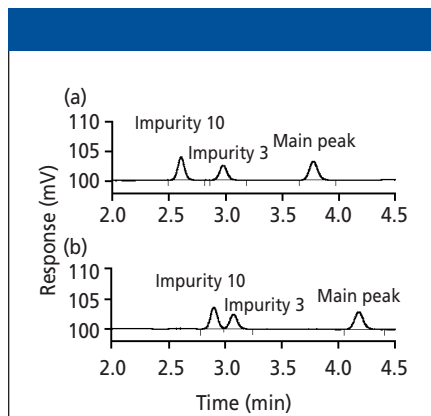 (a)
Impurity 10
Impurity 3
Main peak
110
105
100
2.0 2.5 3.0 3.5 4.0 4.5
Response (mV)
(b)
Impurity 10
Impurity 3
Main peak
110
105
100
2.0 2.5 3.0 3.5 4.0 4.5
Time (min)